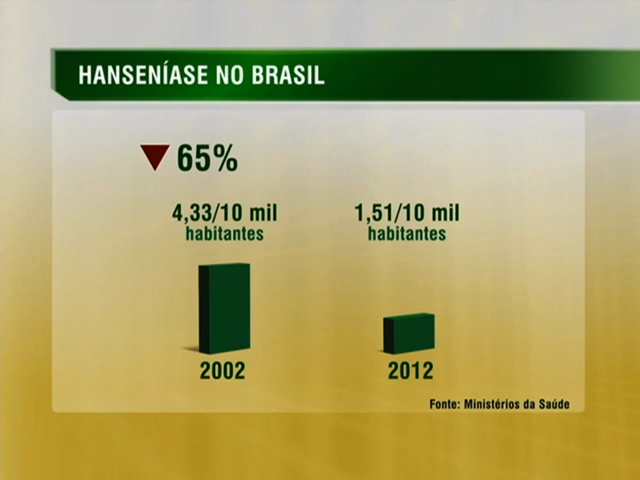 HANSENÍASE NO BRASIL
65%
4,33/10 mil
habitantes
1,51/10 mil
habitantes
2002
2012
Fonte: Ministérios da Saúde